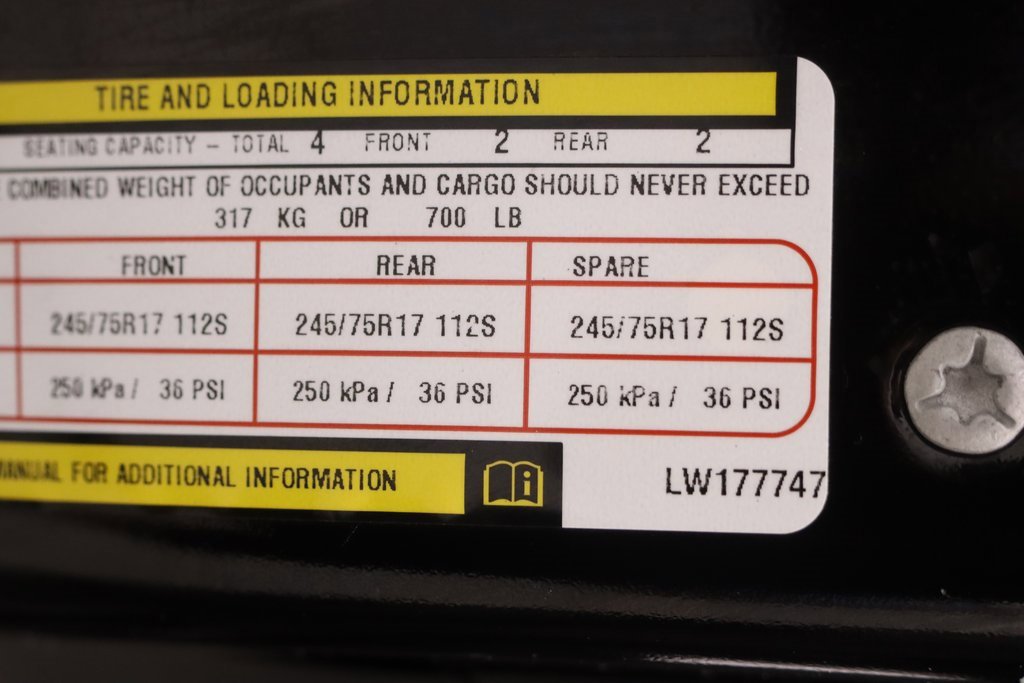 TIRE AND LOADING INFORMATION
SEATING CAPACITY – TOTAL 4 FRONT 2 REAR 2
COMBINED WEIGHT OF OCCUPANTS AND CARGO SHOULD NEVER EXCEED
317 KG OR 700 LB
FRONT REAR SPARE
245/75R17 112S 245/75R17 112S 245/75R17 112S
250 kPa / 36 PSI 250 kPa / 36 PSI 250 kPa / 36 PSI
MANUAL FOR ADDITIONAL INFORMATION
LW177747